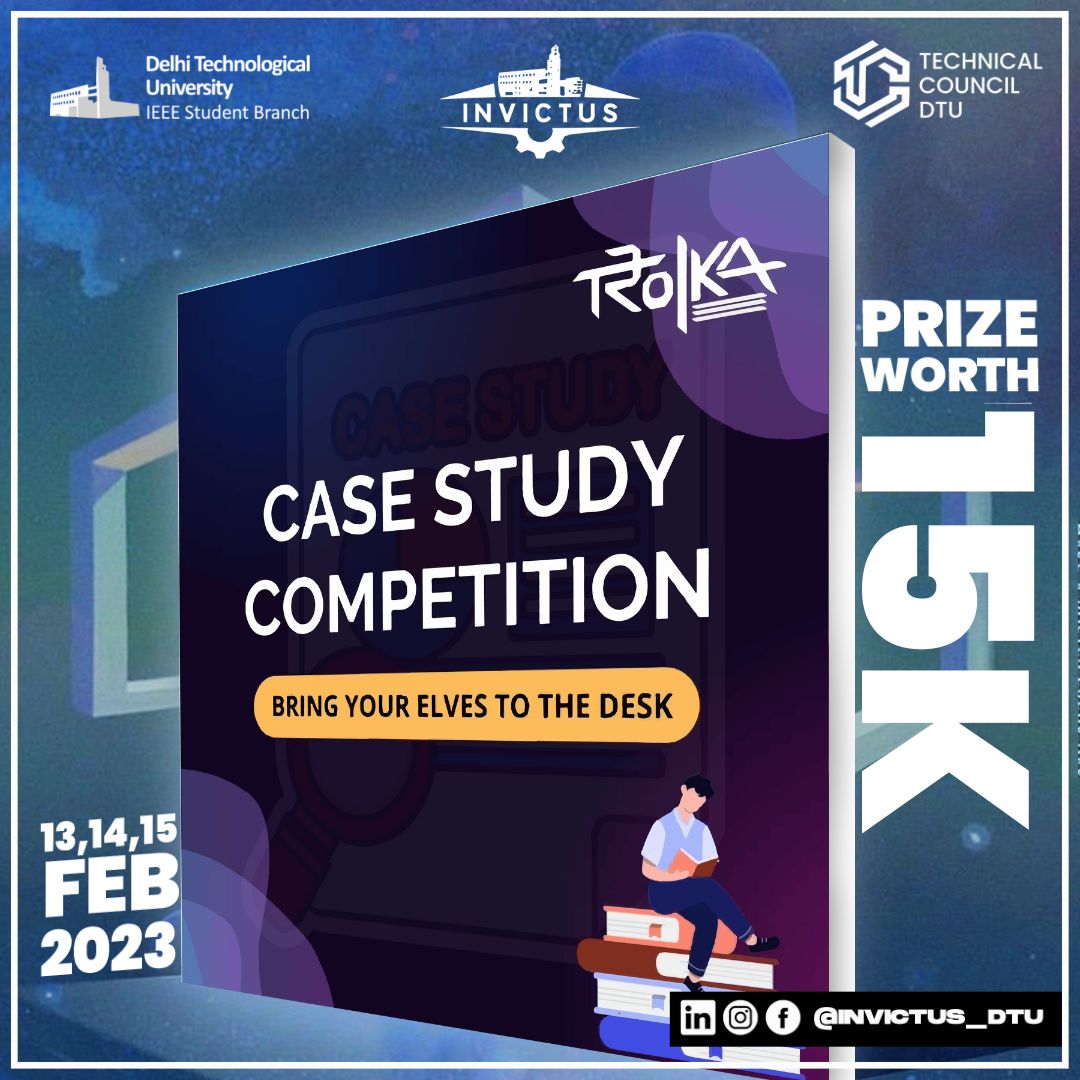 Delhi Technological
University
IEEE Student Branch
INVICTUS
TECHNICAL
COUNCIL
DTU
TROIKA
CASE STUDY
CASE STUDY
COMPETITION
BRING YOUR ELVES TO THE DESK
PRIZE
WORTH
15K
13,14,15
FEB
2023
@INVICTUS_DTU